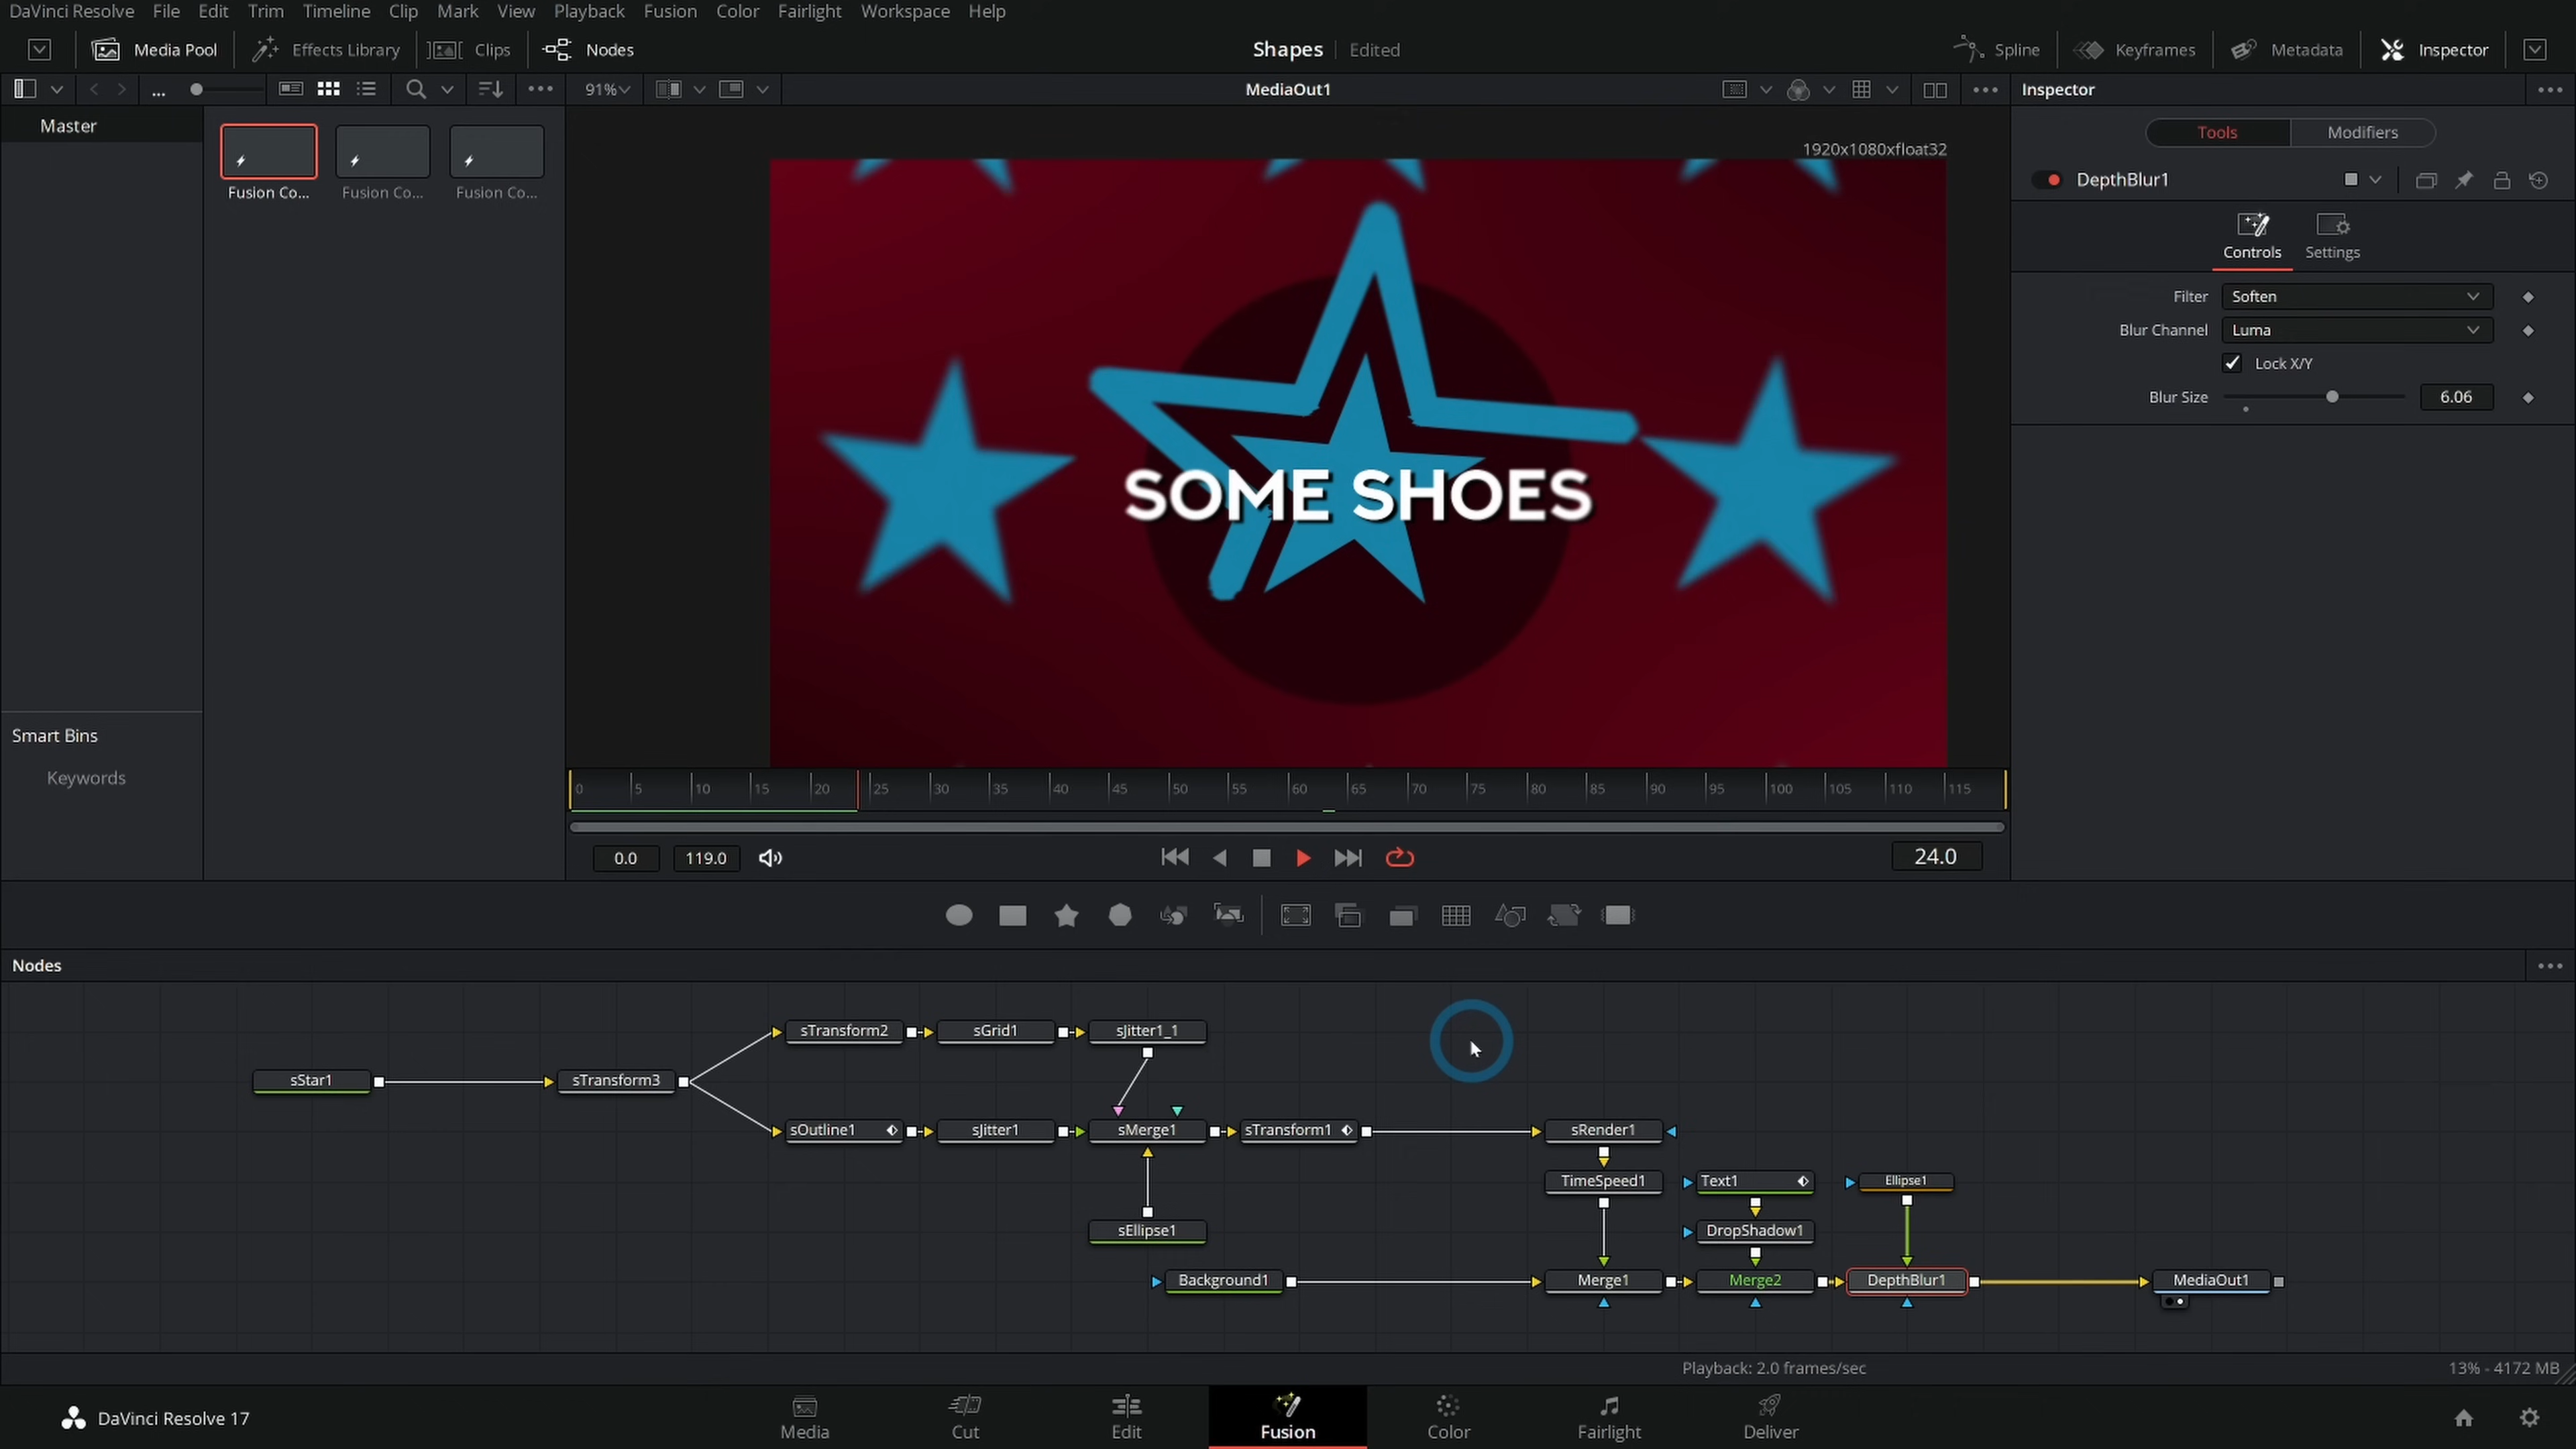 DaVinci Resolve File Edit Trim Timeline Clip Mark View Playback Fusion Color Fairlight Workspace Help
Media Pool Effects Library Clips Nodes Shapes Edited Spline Keyframes Metadata Inspector
... 91% MediaOut1 Inspector
Master
Fusion Co... Fusion Co... Fusion Co...
1920x1080xfloat32
SOME SHOES
Tools Modifiers
DepthBlur1
Controls Settings
Filter Soften
Blur Channel Luma
Lock X/Y
Blur Size 6.06
Smart Bins
Keywords
0 5 10 15 20 25 30 35 40 45 50 55 60 65 70 75 80 85 90 95 100 105 110 115
0.0 119.0 24.0
Nodes
sTransform2 sGrid1 sJitter1_1
sStar1 sTransform3
sOutline1 sJitter1 sMerge1 sTransform1 sRender1
TimeSpeed1 Text1 Ellipse1
sEllipse1 DropShadow1
Background1 Merge1 Merge2 DepthBlur1 MediaOut1
Playback: 2.0 frames/sec 13% - 4172 MB
DaVinci Resolve 17 Media Cut Edit Fusion Color Fairlight Deliver